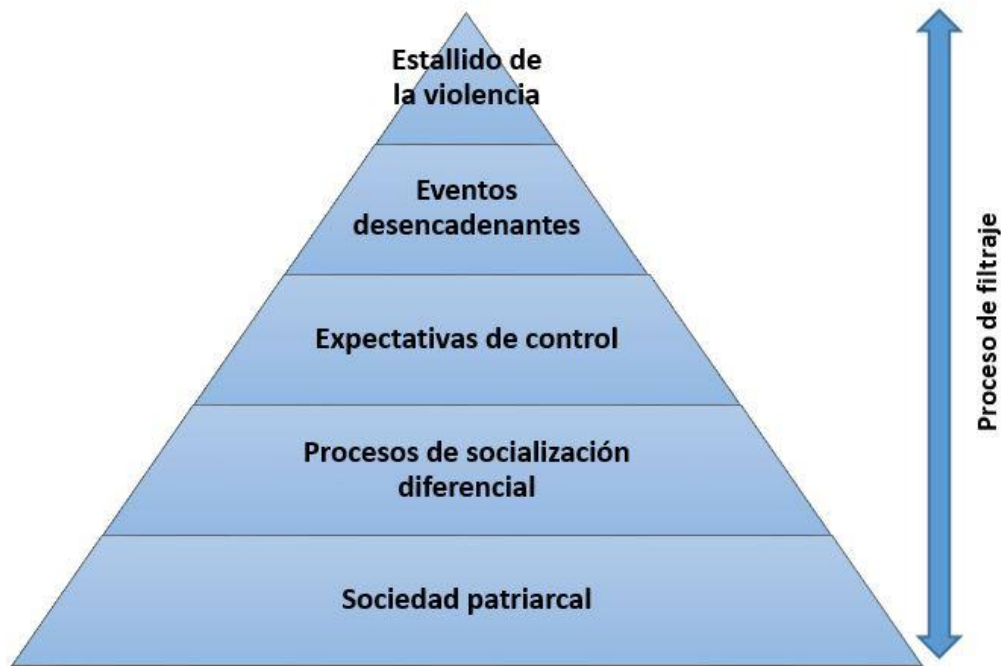 Estallido de
la violencia
Eventos
desencadenantes
Expectativas de control
Procesos de socialización
diferencial
Sociedad patriarcal
Proceso de filtraje